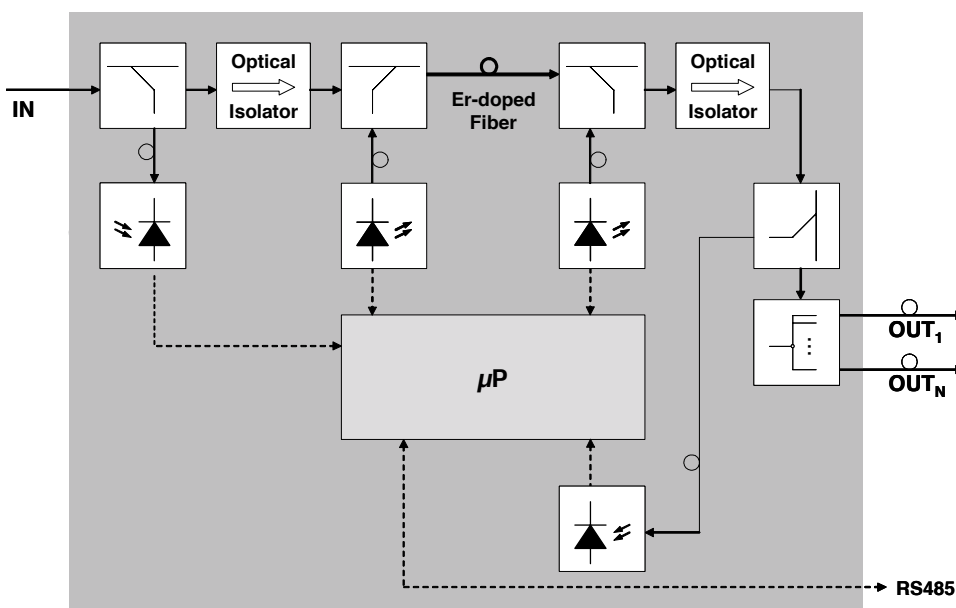 Optical
Isolator
Optical
Isolator
IN
Er-doped
Fiber
OUT₁
OUTN
µP
RS485